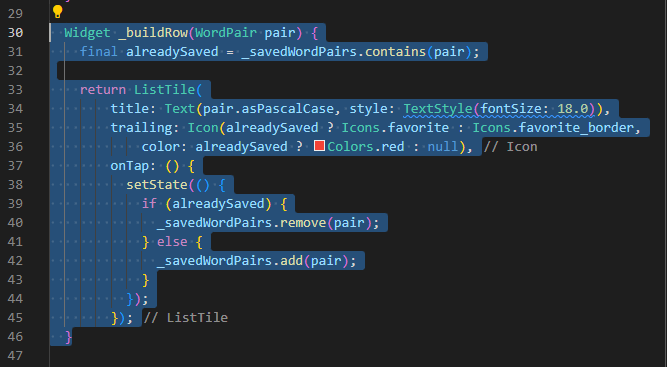 29
30 Widget _buildRow(WordPair pair) {
31 final alreadySaved = _savedWordPairs.contains(pair);
32
33 return ListTile(
34 title: Text(pair.asPascalCase, style: TextStyle(fontSize: 18.0)),
35 trailing: Icon(alreadySaved ? Icons.favorite : Icons.favorite_border,
36 color: alreadySaved ? Colors.red : null), // Icon
37 onTap: () {
38 setState(() {
39 if (alreadySaved) {
40 _savedWordPairs.remove(pair);
41 } else {
42 _savedWordPairs.add(pair);
43 }
44 });
45 }); // ListTile
46 }
47